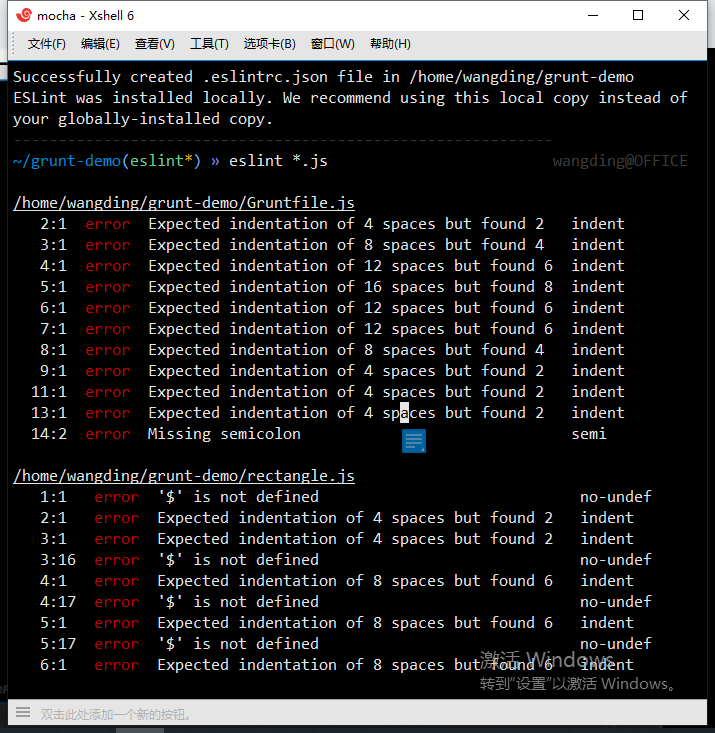 mocha - Xshell 6
文件(F) 编辑(E) 查看(V) 工具(T) 选项卡(B) 窗口(W) 帮助(H)
Successfully created .eslintrc.json file in /home/wangding/grunt-demo
ESLint was installed locally. We recommend using this local copy instead of
your globally-installed copy.
------------------------------------------------------------
~/grunt-demo(eslint*) » eslint *.js wangding@OFFICE
/home/wangding/grunt-demo/Gruntfile.js
2:1 error Expected indentation of 4 spaces but found 2 indent
3:1 error Expected indentation of 8 spaces but found 4 indent
4:1 error Expected indentation of 12 spaces but found 6 indent
5:1 error Expected indentation of 16 spaces but found 8 indent
6:1 error Expected indentation of 12 spaces but found 6 indent
7:1 error Expected indentation of 12 spaces but found 6 indent
8:1 error Expected indentation of 8 spaces but found 4 indent
9:1 error Expected indentation of 4 spaces but found 2 indent
11:1 error Expected indentation of 4 spaces but found 2 indent
13:1 error Expected indentation of 4 spaces but found 2 indent
14:2 error Missing semicolon semi
/home/wangding/grunt-demo/rectangle.js
1:1 error '$' is not defined no-undef
2:1 error Expected indentation of 4 spaces but found 2 indent
3:1 error Expected indentation of 4 spaces but found 2 indent
3:16 error '$' is not defined no-undef
4:1 error Expected indentation of 8 spaces but found 6 indent
4:17 error '$' is not defined no-undef
5:1 error Expected indentation of 8 spaces but found 6 indent
5:17 error '$' is not defined no-undef
6:1 error Expected indentation of 8 spaces but found 6 indent
激活 Windows
转到“设置”以激活 Windows。
双击此处添加一个新的按钮。